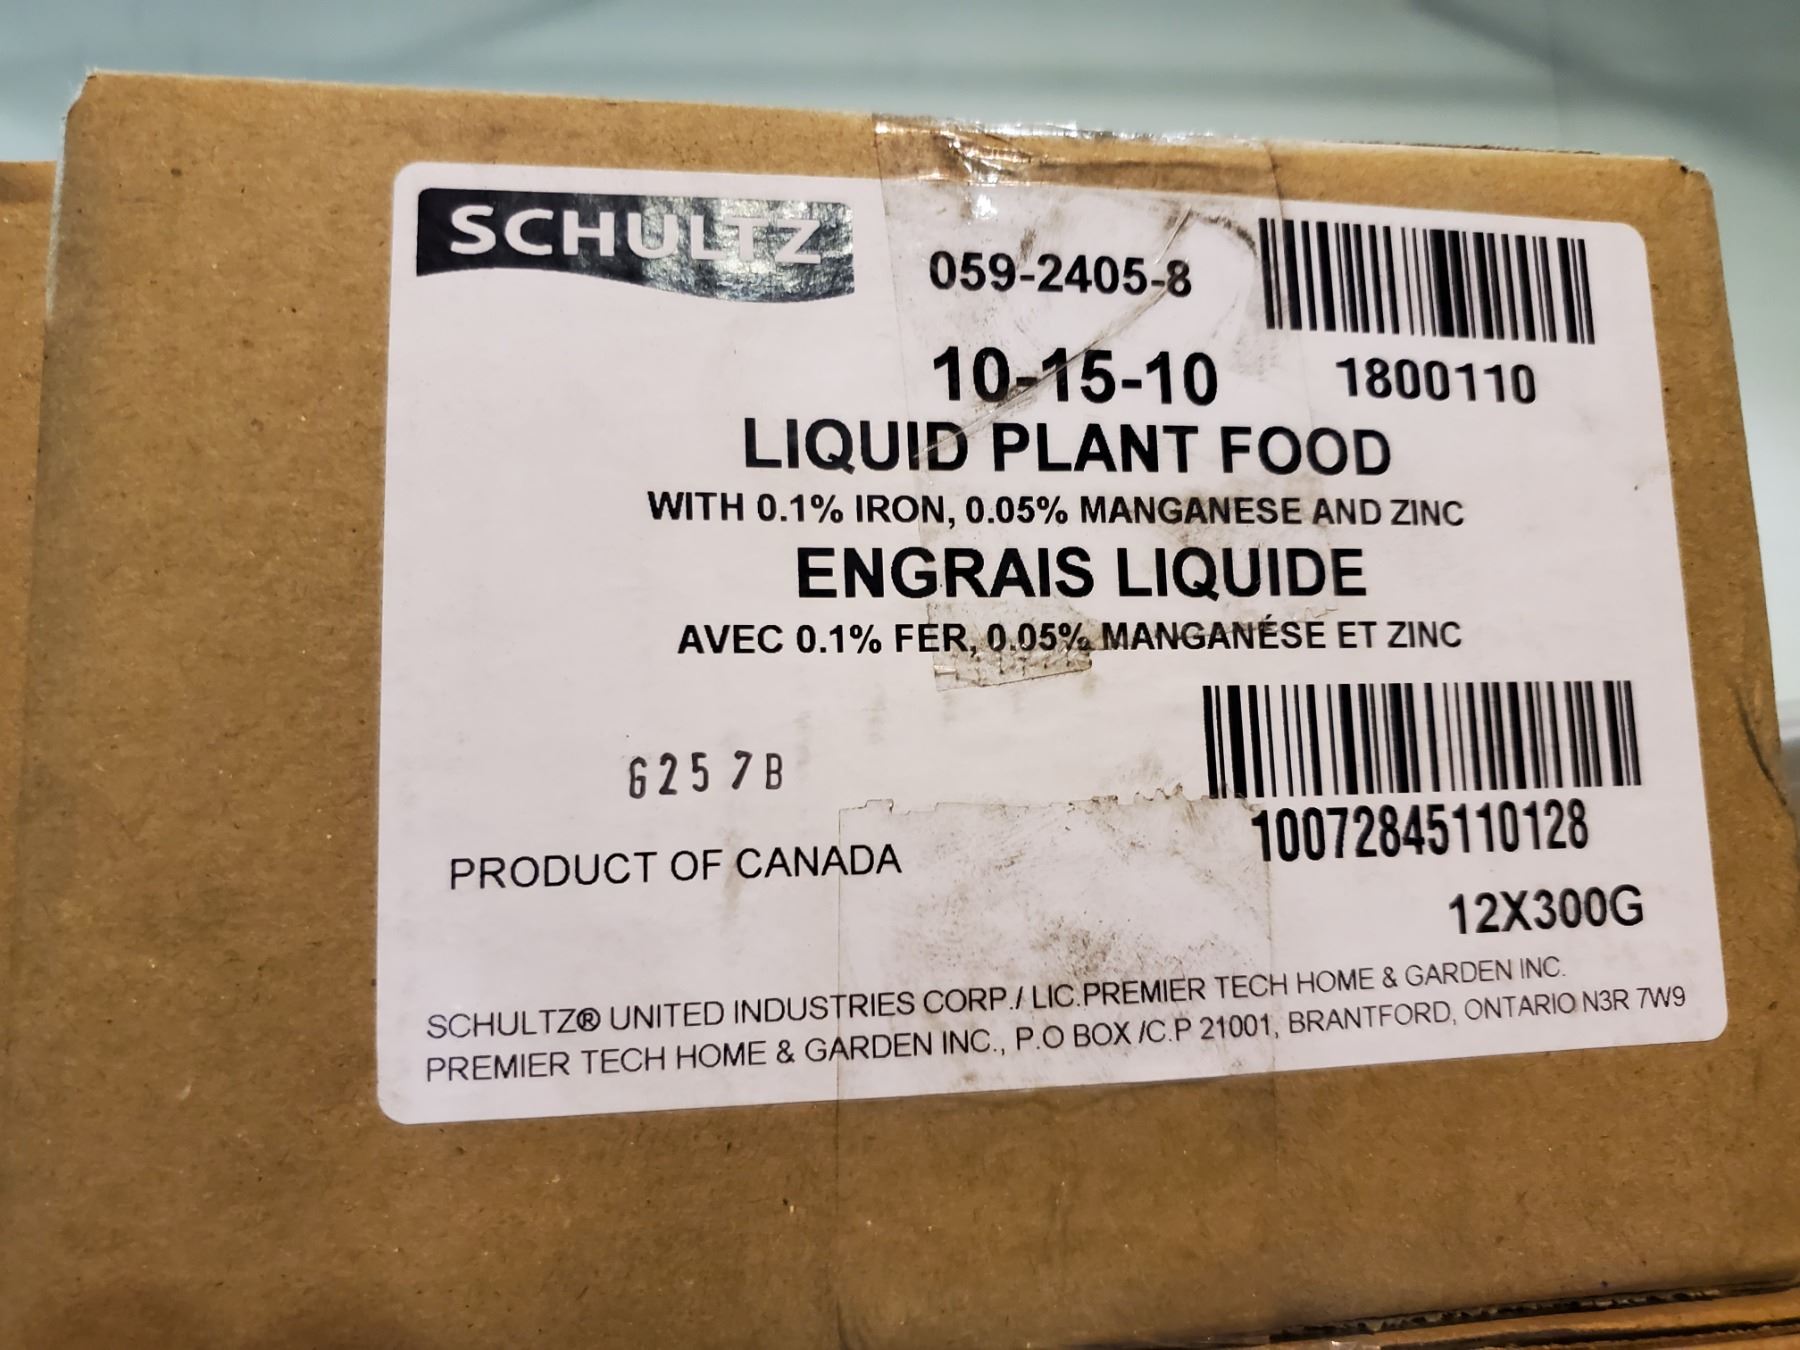 SCHULTZ
059-2405-8
10-15-10
1800110
LIQUID PLANT FOOD
WITH 0.1% IRON, 0.05% MANGANESE AND ZINC
ENGRAIS LIQUIDE
AVEC 0.1% FER, 0.05% MANGANÉSE ET ZINC
6257B
PRODUCT OF CANADA
10072845110128
12X300G
SCHULTZ® UNITED INDUSTRIES CORP./ LIC.PREMIER TECH HOME & GARDEN INC.
PREMIER TECH HOME & GARDEN INC., P.O BOX /C.P 21001, BRANTFORD, ONTARIO N3R 7W9